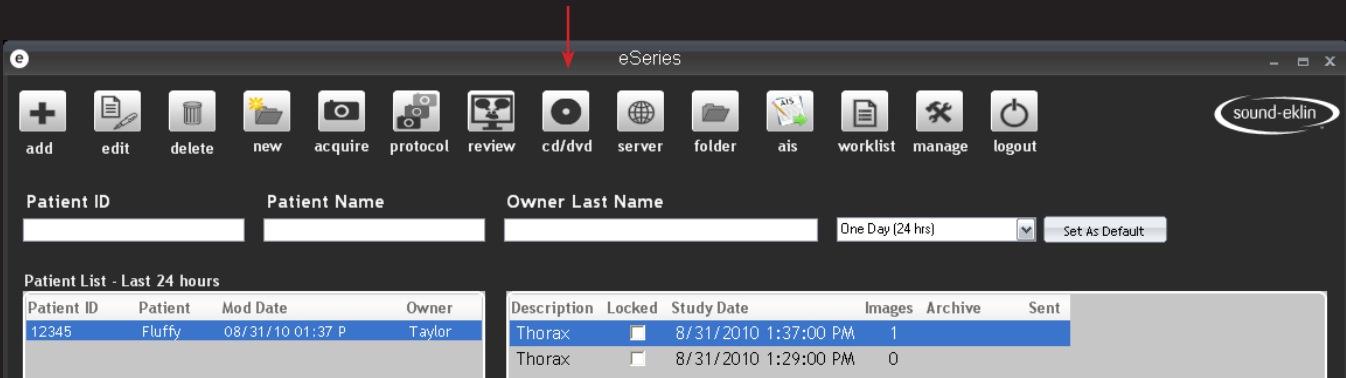 e
eSeries
AIS
add edit delete new acquire protocol review cd/dvd server folder ais worklist manage logout
sound-eklin
Patient ID Patient Name Owner Last Name
One Day (24 hrs) Set As Default
Patient List - Last 24 hours
Patient ID Patient Mod Date Owner Description Locked Study Date Images Archive Sent
12345 Fluffy 08/31/10 01:37 P Taylor Thorax 8/31/2010 1:37:00 PM 1
Thorax 8/31/2010 1:29:00 PM 0